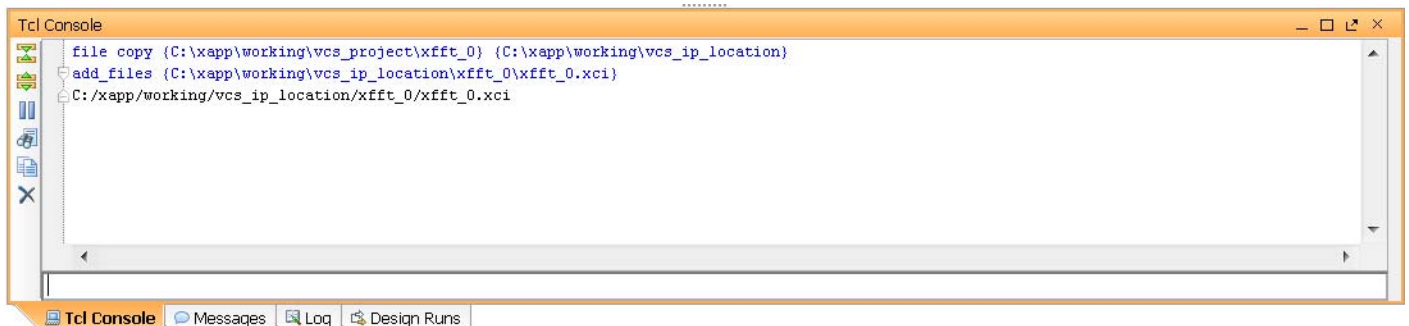 Tcl Console
file copy {C:\xapp\working\vcs_project\xfft_0} {C:\xapp\working\vcs_ip_location}
add_files {C:\xapp\working\vcs_ip_location\xfft_0\xfft_0.xci}
C:/xapp/working/vcs_ip_location/xfft_0/xfft_0.xci
Tcl Console Messages Log Design Runs